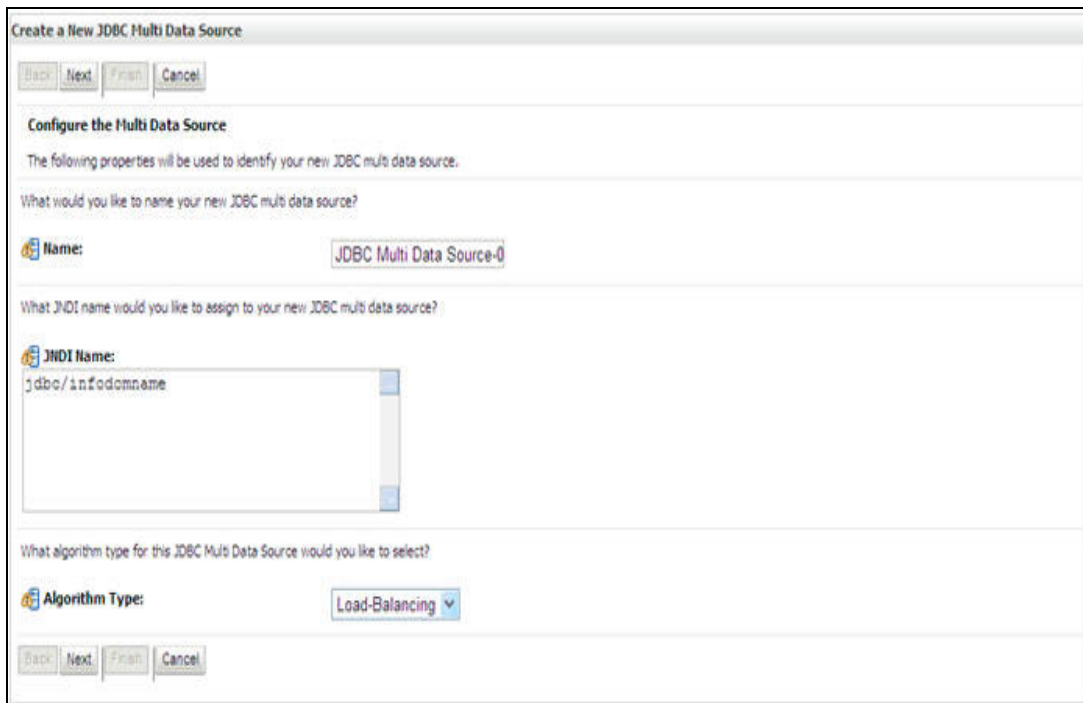 Create a New JDBC Multi Data Source
Back Next Finish Cancel
Configure the Multi Data Source
The following properties will be used to identify your new JDBC multi data source.
What would you like to name your new JDBC multi data source?
Name: JDBC Multi Data Source-0
What JNDI name would you like to assign to your new JDBC multi data source?
JNDI Name:
jdbc/infodomname
What algorithm type for this JDBC Multi Data Source would you like to select?
Algorithm Type: Load-Balancing
Back Next Finish Cancel